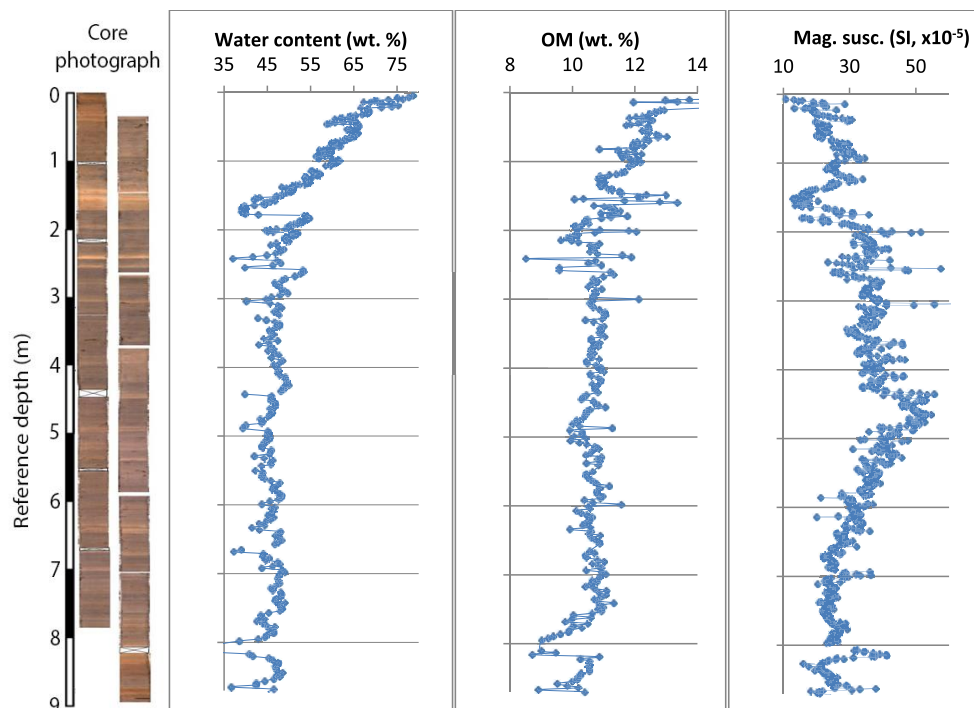 Core
photograph
Water content (wt. %)
OM (wt. %)
Mag. susc. (SI, x10⁻⁵)
35 45 55 65 75
8 10 12 14
10 30 50
0
1
2
3
4
5
6
7
8
9
Reference depth (m)